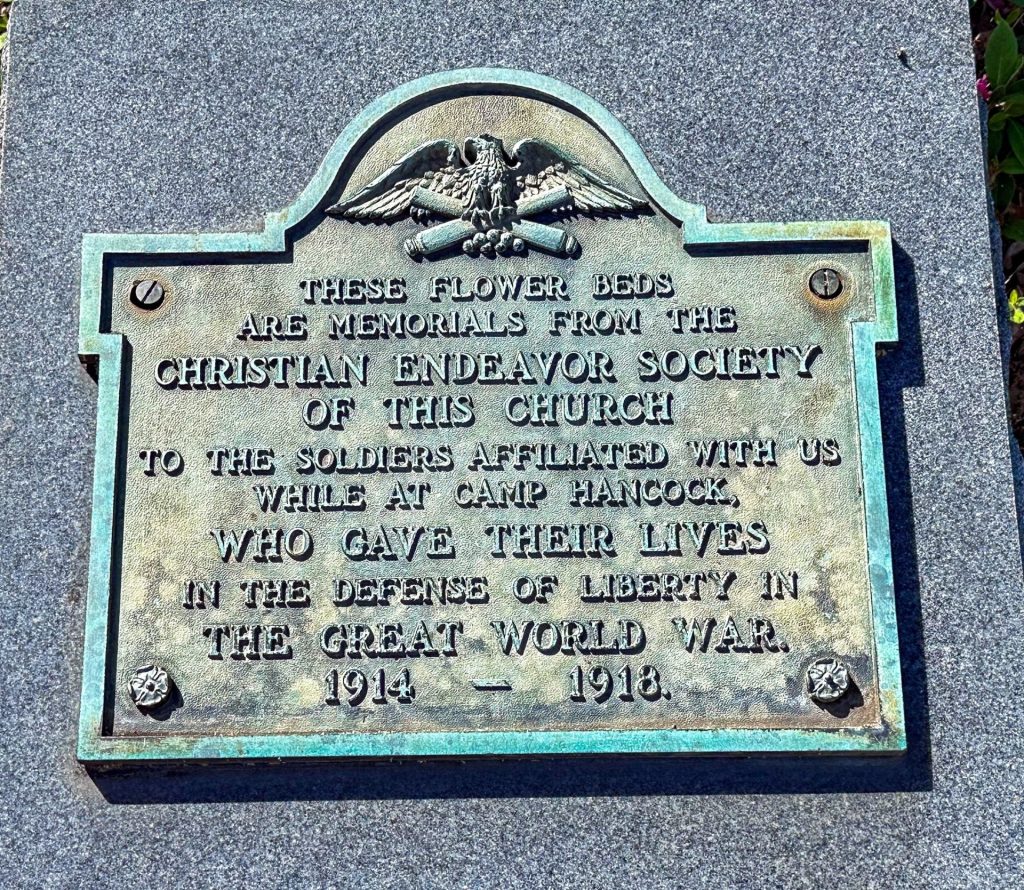 THESE FLOWER BEDS
ARE MEMORIALS FROM THE
CHRISTIAN ENDEAVOR SOCIETY
OF THIS CHURCH
TO THE SOLDIERS AFFILIATED WITH US
WHILE AT CAMP HANCOCK,
WHO GAVE THEIR LIVES
IN THE DEFENSE OF LIBERTY IN
THE GREAT WORLD WAR.
1914 — 1918.